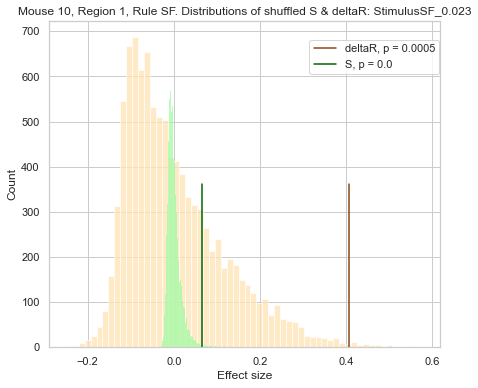 Mouse 10, Region 1, Rule SF. Distributions of shuffled S & deltaR: StimulusSF_0.023
deltaR, p = 0.0005
S, p = 0.0
700
600
500
400
300
200
100
0
Count
−0.2
0.0
0.2
0.4
0.6
Effect size